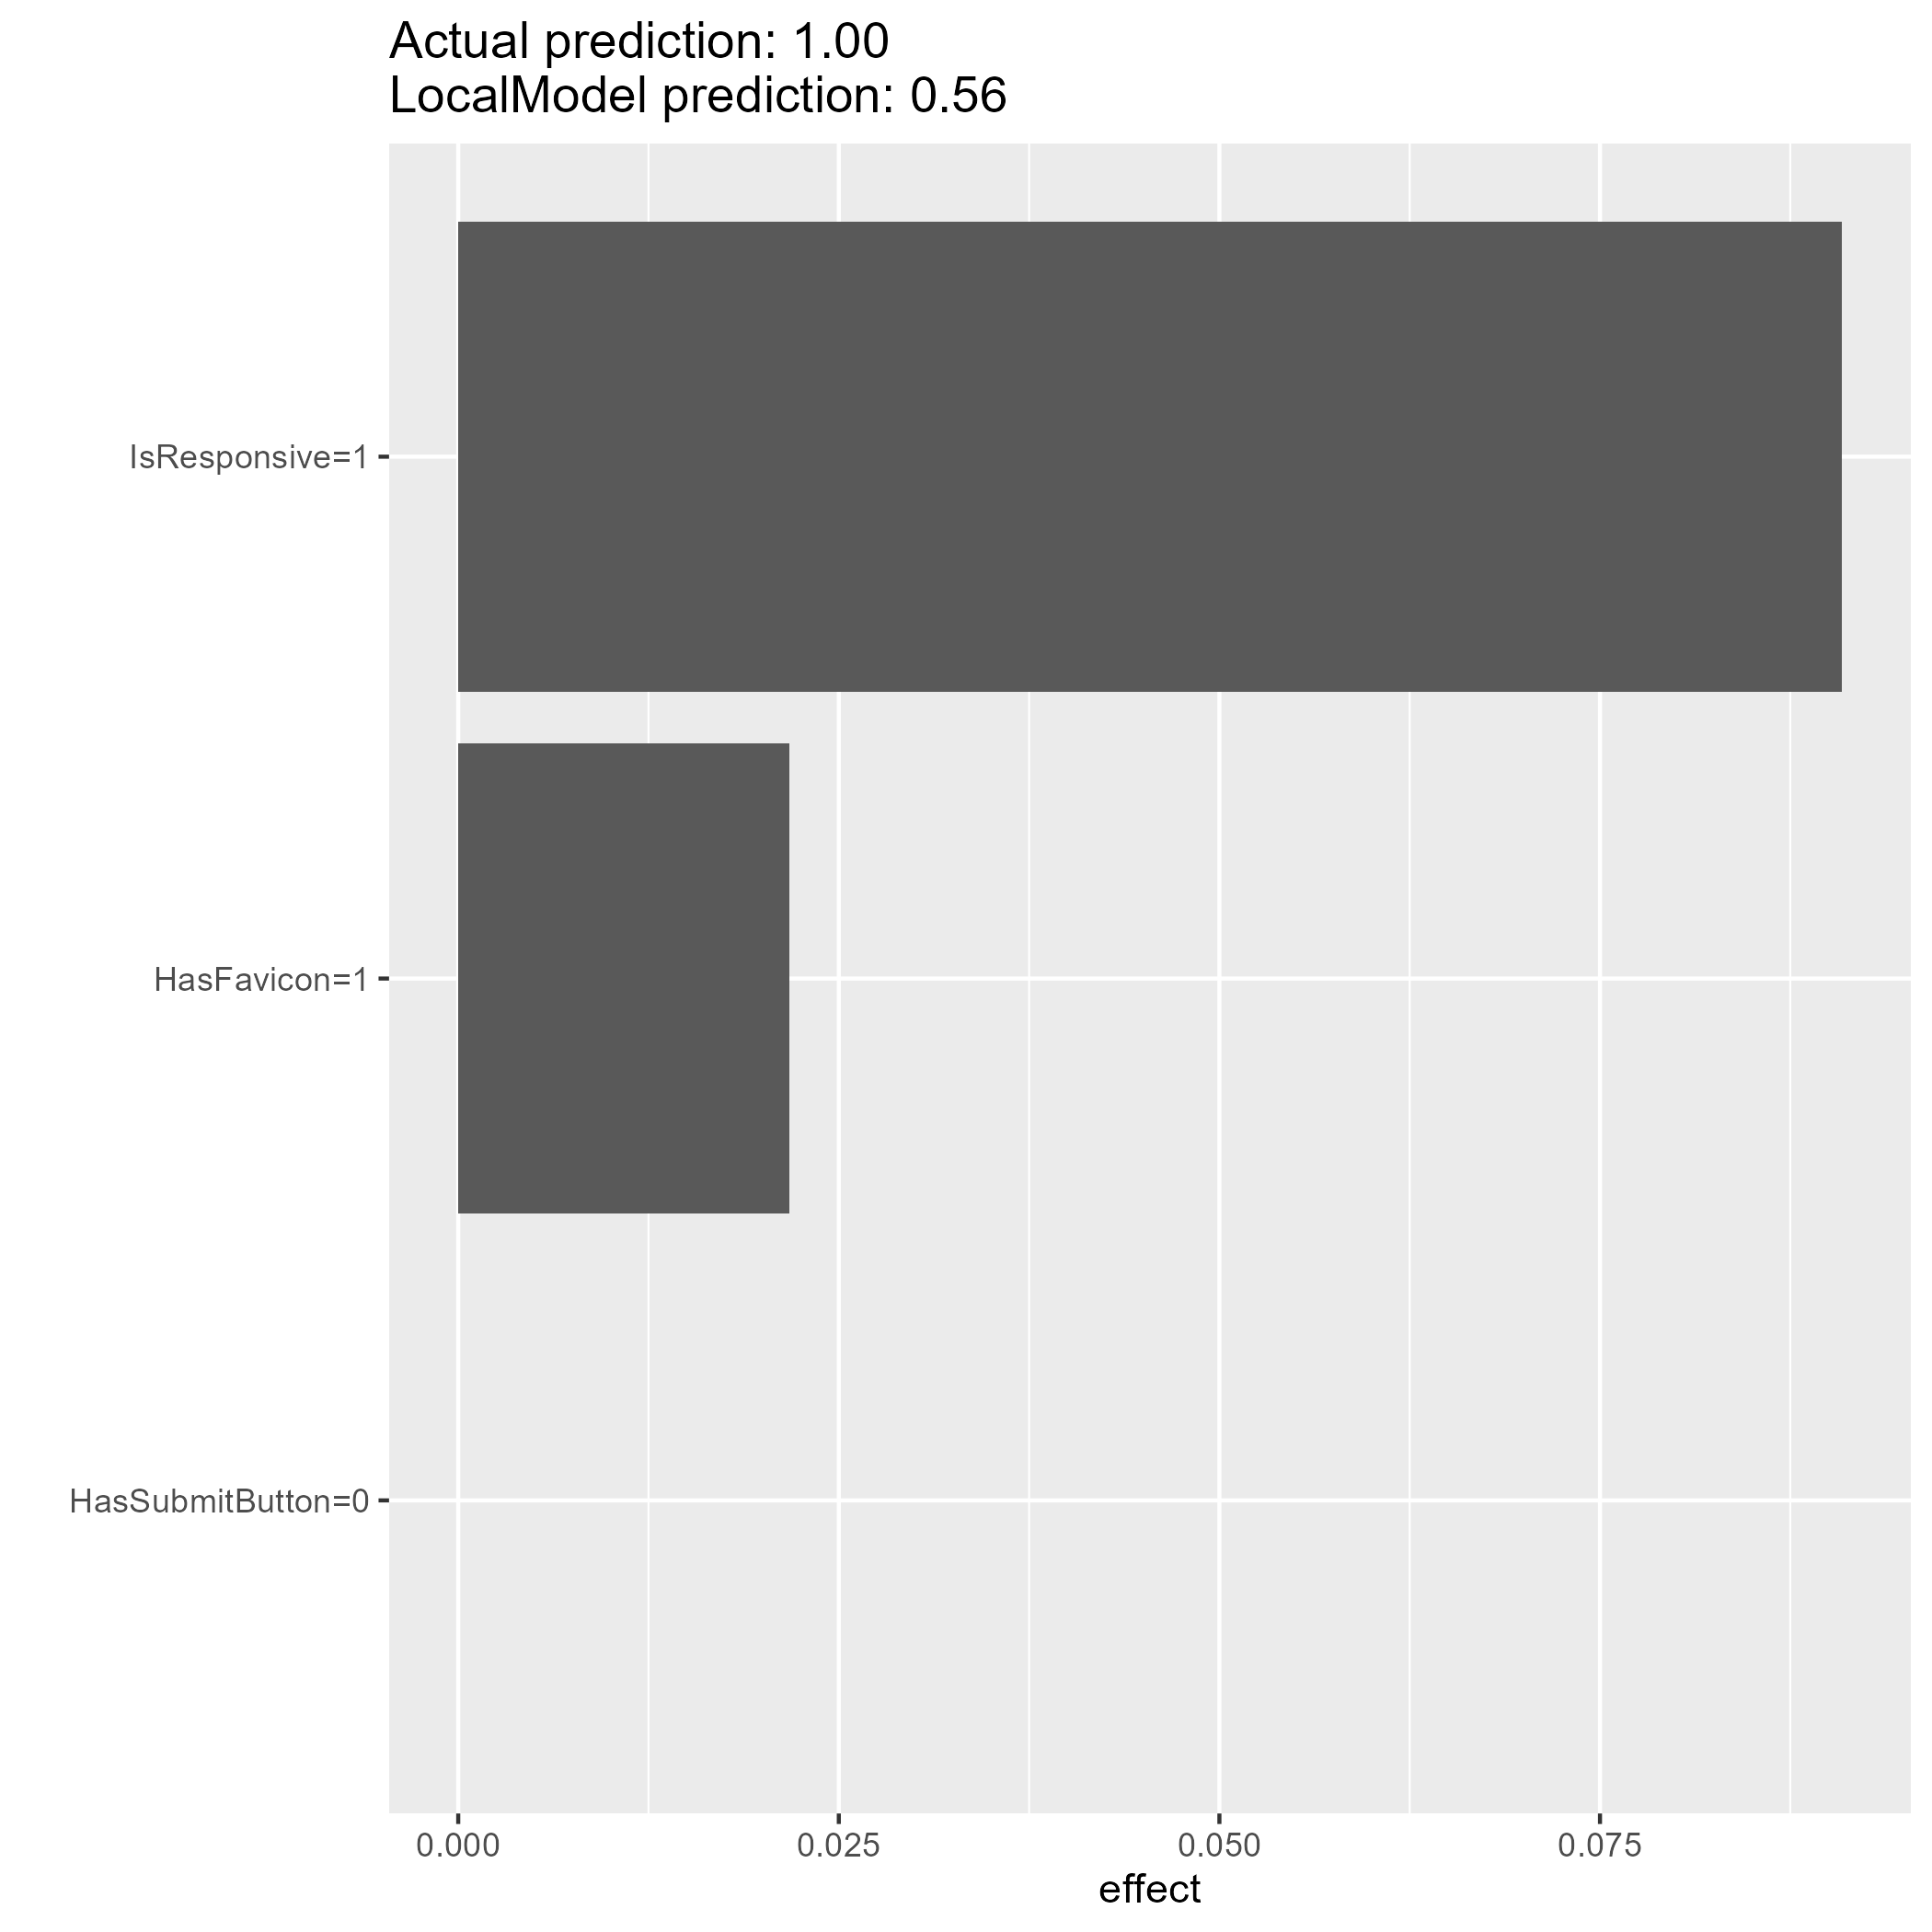 Actual prediction: 1.00
LocalModel prediction: 0.56
IsResponsive=1
HasFavicon=1
HasSubmitButton=0
0.000 0.025 0.050 0.075
effect